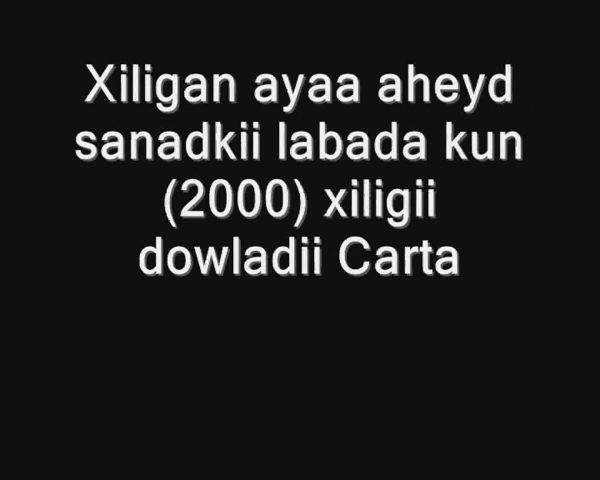 Xiligan ayaa aheyd
sanadkii labada kun
(2000) xiligii
dowladii Carta